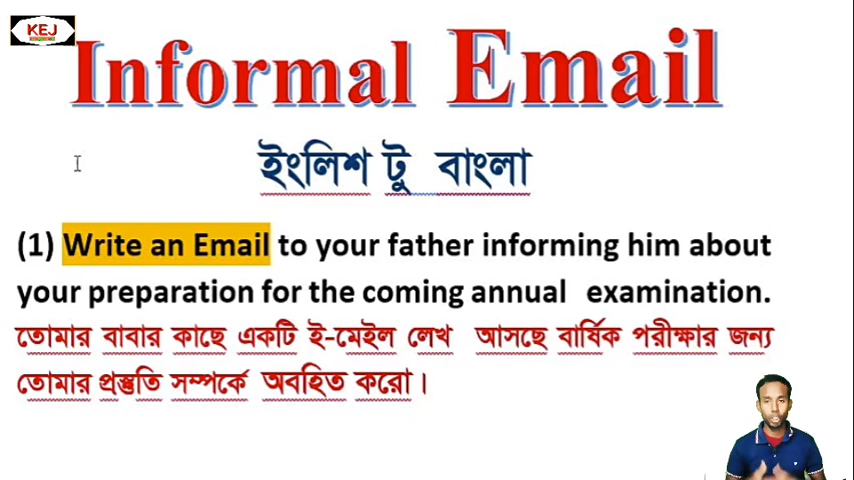 KEJ
Informal Email
ইংলিশ টু বাংলা
(1) Write an Email to your father informing him about
your preparation for the coming annual examination.
তোমার বাবার কাছে একটি ই-মেইল লেখ আসছে বার্ষিক পরীক্ষার জন্য
তোমার প্রস্তুতি সম্পর্কে অবহিত করো।